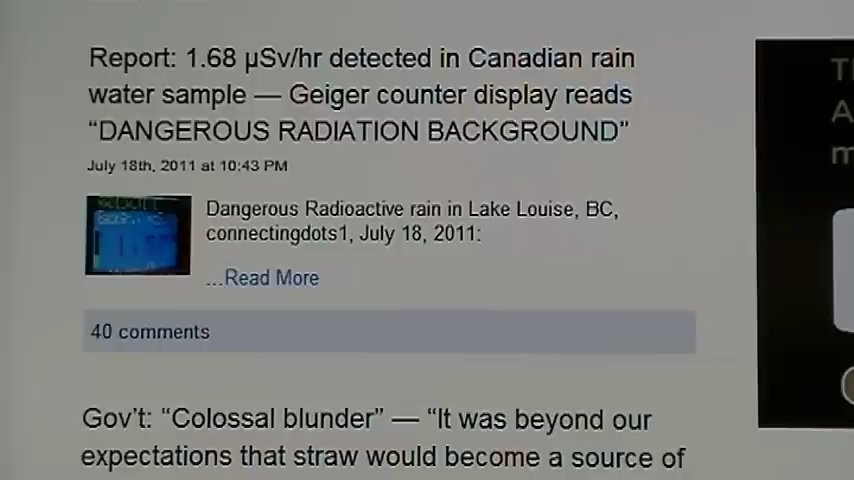 Report: 1.68 µSv/hr detected in Canadian rain
water sample — Geiger counter display reads
“DANGEROUS RADIATION BACKGROUND”
July 18th, 2011 at 10:43 PM
Dangerous Radioactive rain in Lake Louise, BC,
connectingdots1, July 18, 2011:
...Read More
40 comments
Gov’t: “Colossal blunder” — “It was beyond our
expectations that straw would become a source of